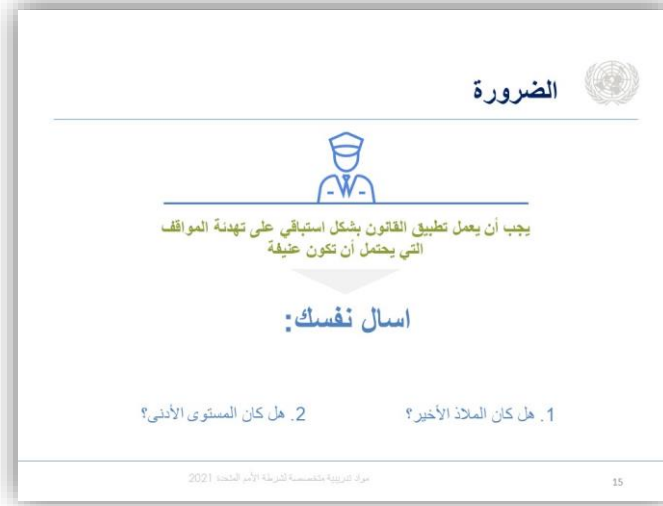 الضرورة
يجب أن يعمل تطبيق القانون بشكل استباقي على تهدئة المواقف
التي يحتمل أن تكون عنيفة
اسال نفسك:
1. هل كان الملاذ الأخير؟
2. هل كان المستوى الأدنى؟
مواد تدريبية متخصصة لشرطة الأمم المتحدة 2021
15